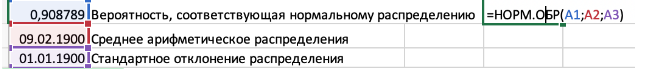 0,908789 Вероятность, соответствующая нормальному распределению =НОРМ.ОБР(A1;A2;A3)
09.02.1900 Среднее арифметическое распределения
01.01.1900 Стандартное отклонение распределения